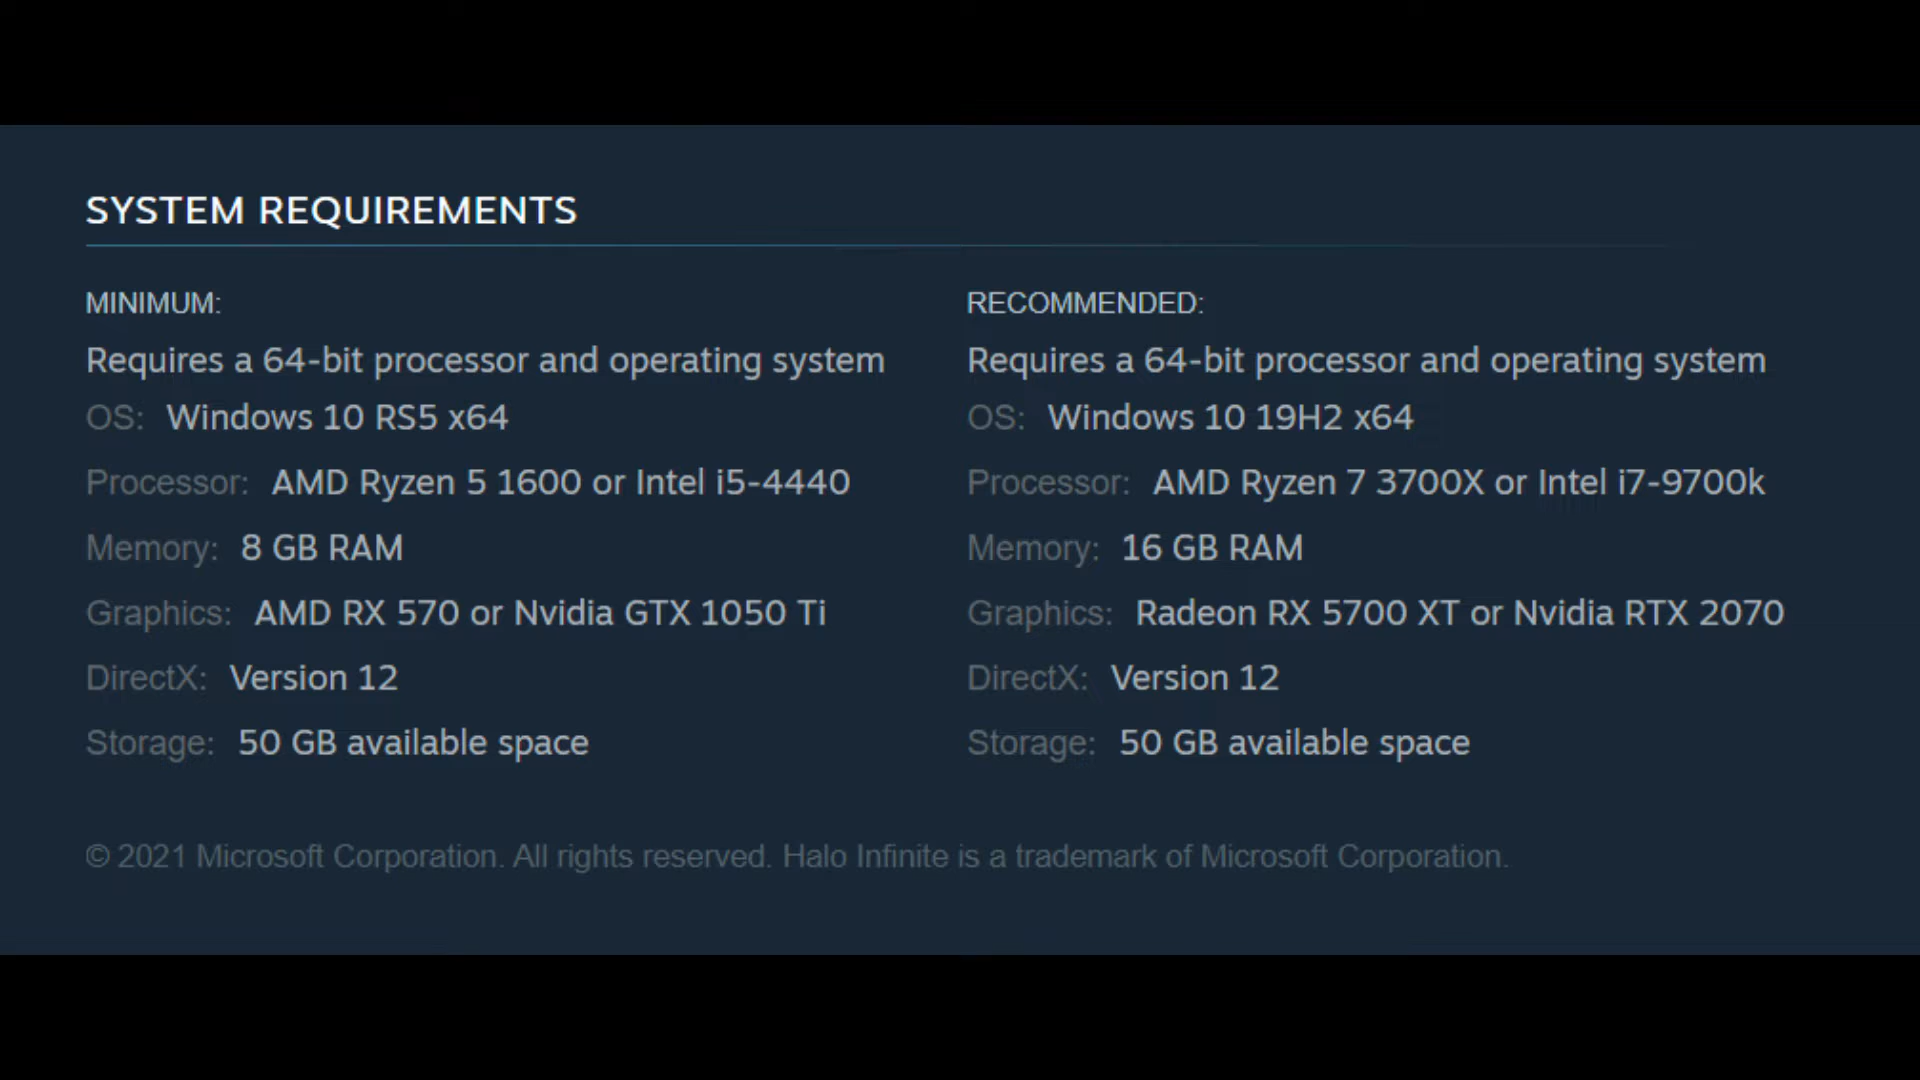 SYSTEM REQUIREMENTS
MINIMUM:
Requires a 64-bit processor and operating system
OS: Windows 10 RS5 x64
Processor: AMD Ryzen 5 1600 or Intel i5-4440
Memory: 8 GB RAM
Graphics: AMD RX 570 or Nvidia GTX 1050 Ti
DirectX: Version 12
Storage: 50 GB available space
RECOMMENDED:
Requires a 64-bit processor and operating system
OS: Windows 10 19H2 x64
Processor: AMD Ryzen 7 3700X or Intel i7-9700k
Memory: 16 GB RAM
Graphics: Radeon RX 5700 XT or Nvidia RTX 2070
DirectX: Version 12
Storage: 50 GB available space
© 2021 Microsoft Corporation. All rights reserved. Halo Infinite is a trademark of Microsoft Corporation.